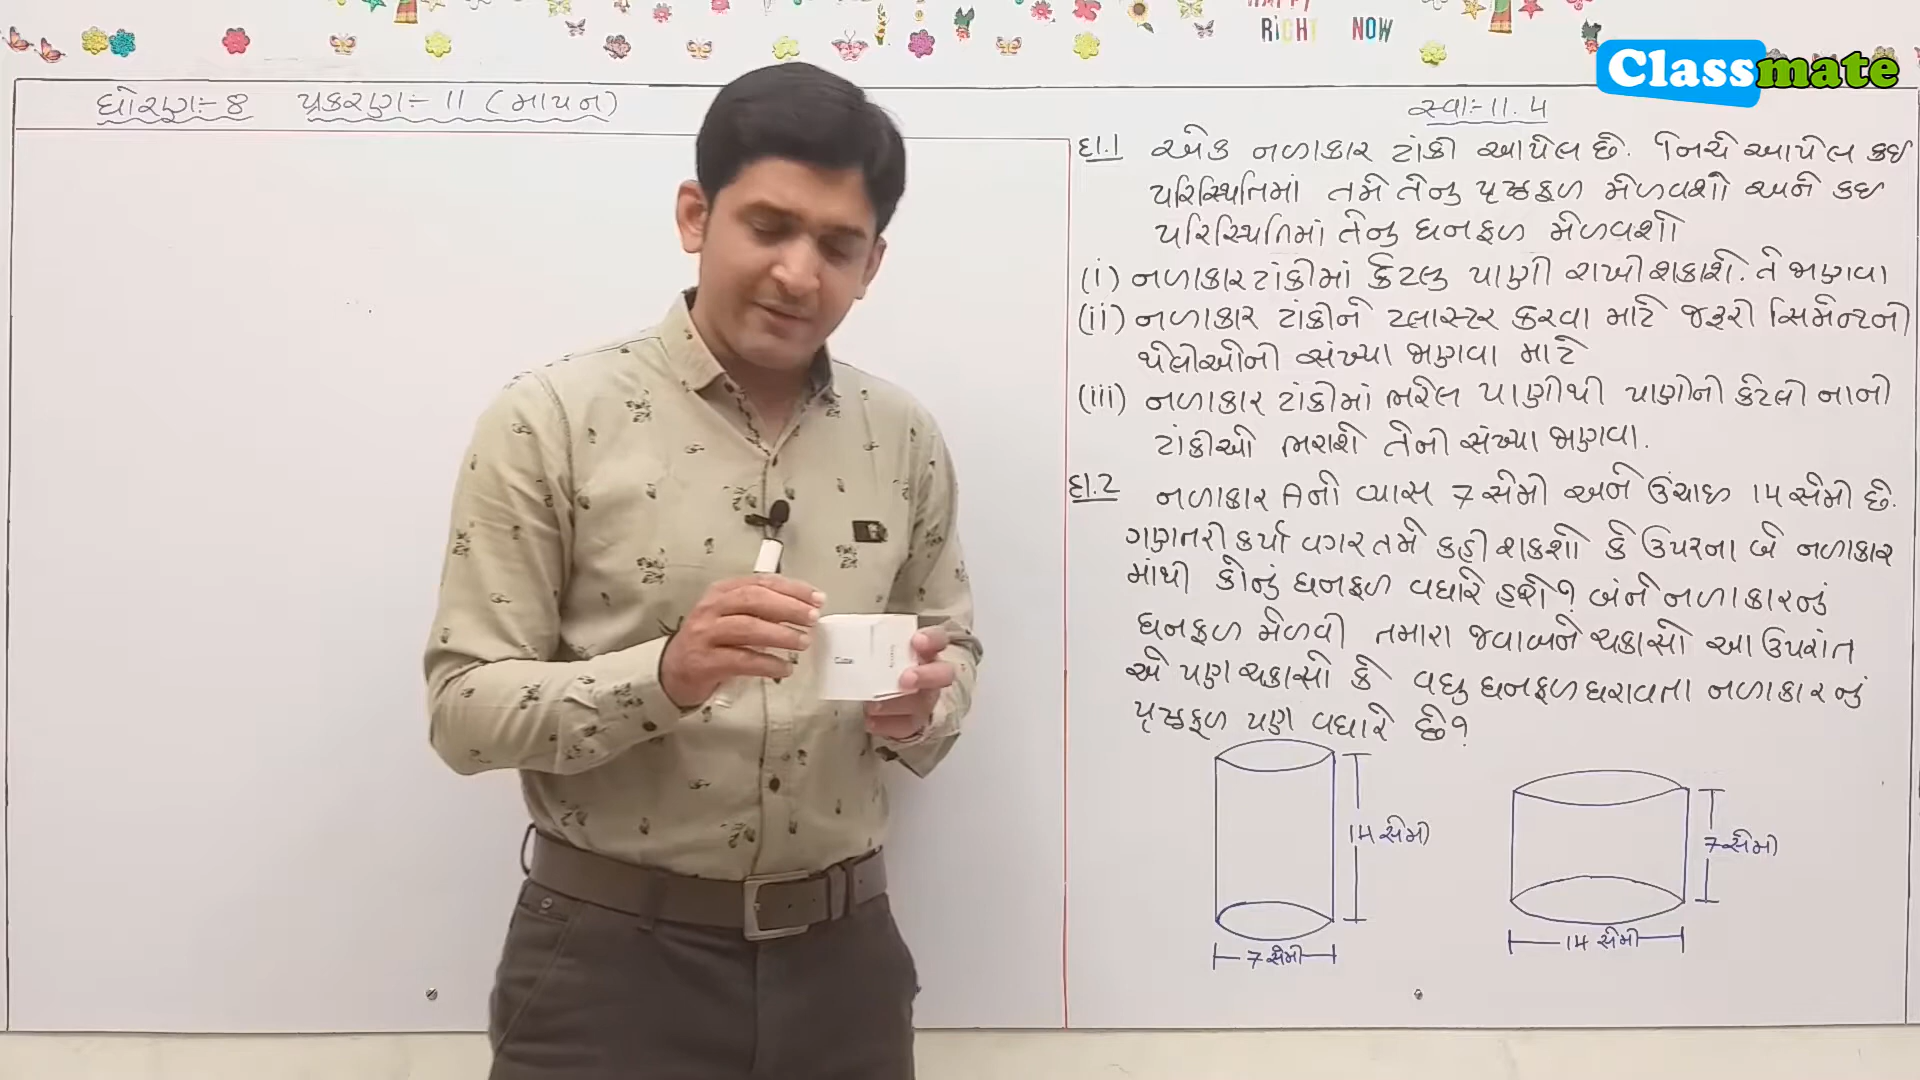 HAPPY
RIGHT NOW
Classmate
ધોરણ:- 8 પ્રકરણ:- 11 (માપન)
સ્વા:- 11.4
દા.1 એક નળાકાર ટાંકી આપેલ છે. નિચે આપેલ કઇ
પરિસ્થિતિમાં તમે તેનુ પૃષ્ઠફળ મેળવશો અને કઇ
પરિસ્થિતિમાં તેનુ ઘનફળ મેળવશો
(i) નળાકાર ટાંકીમાં કેટલુ પાણી રાખી શકાશે. તે જાણવા
(ii) નળાકાર ટાંકીને પ્લાસ્ટર કરવા માટે જરૂરી સિમેન્ટની
થેલીઓની સંખ્યા જાણવા માટે
(iii) નળાકાર ટાંકીમાં ભરેલ પાણીથી પાણીની કેટલી નાની
ટાંકીઓ ભરાશે તેની સંખ્યા જાણવા.
દા.2 નળાકાર Aનો વ્યાસ 7 સેમી અને ઉંચાઇ 14 સેમી છે.
ગણતરી કર્યા વગર તમે કહી શકશો કે ઉપરના બે નળાકાર
માંથી કોનું ઘનફળ વધારે હશે? બંને નળાકારનું
ઘનફળ મેળવી તમારા જવાબને ચકાસો આ ઉપરાંત
એ પણ ચકાસો કે વધુ ઘનફળ ધરાવતા નળાકારનું
પૃષ્ઠફળ પણ વધારે છે?
14 સેમી
7 સેમી
7 સેમી
14 સેમી